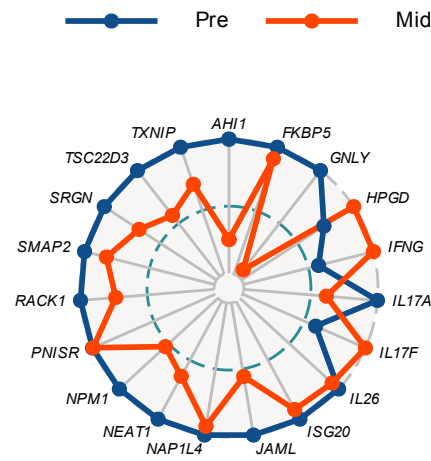 Pre Mid
AHI1
FKBP5
GNLY
HPGD
IFNG
IL17A
IL17F
IL26
ISG20
JAML
NAP1L4
NEAT1
NPM1
PNISR
RACK1
SMAP2
SRGN
TSC22D3
TXNIP